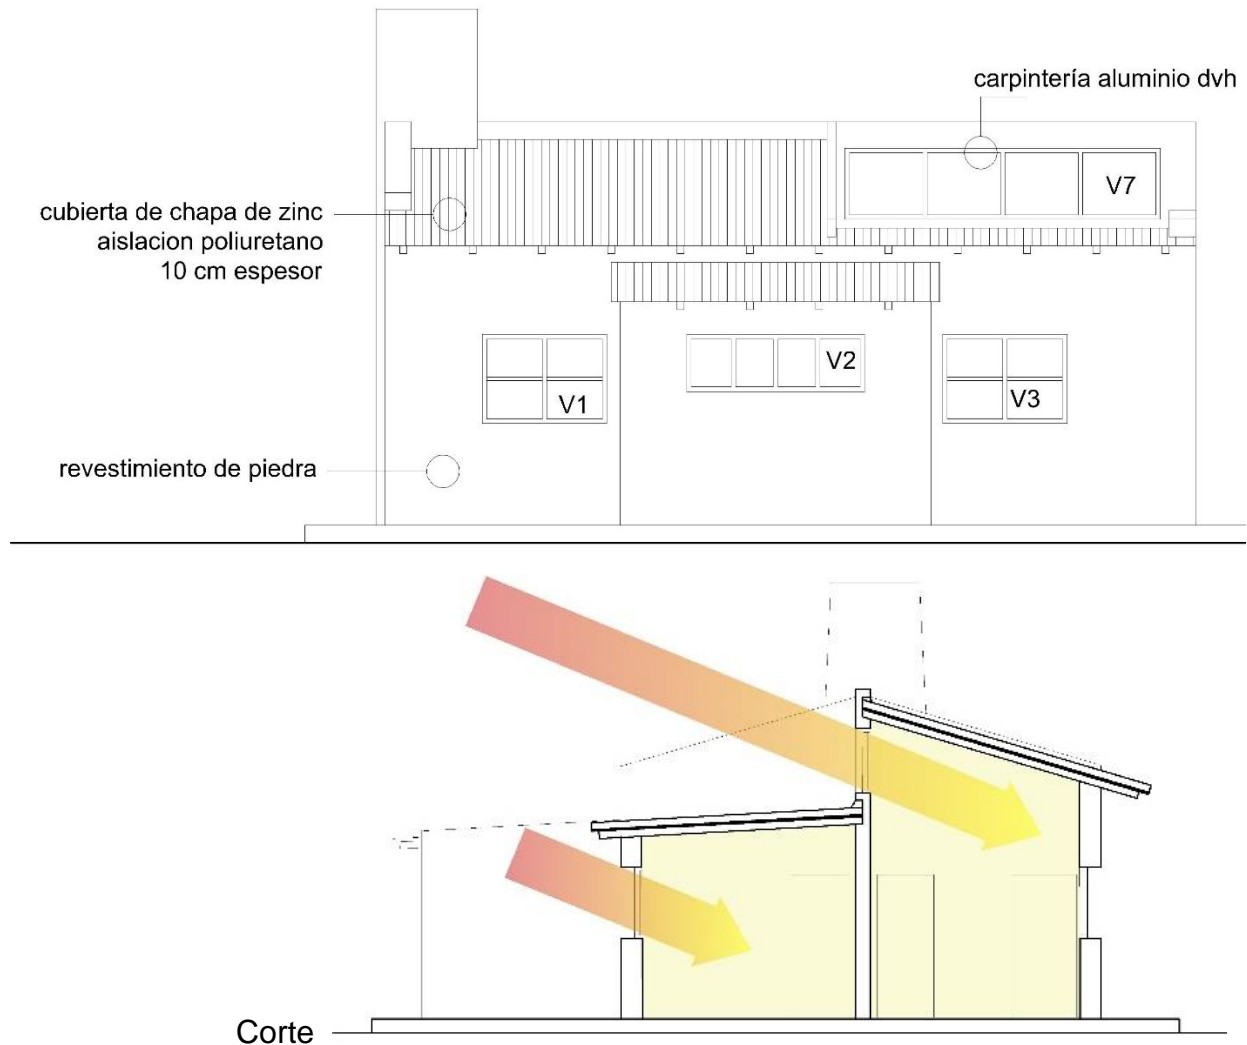 carpintería aluminio dvh
V7
cubierta de chapa de zinc
aislacion poliuretano
10 cm espesor
V2
V1
V3
revestimiento de piedra
Corte